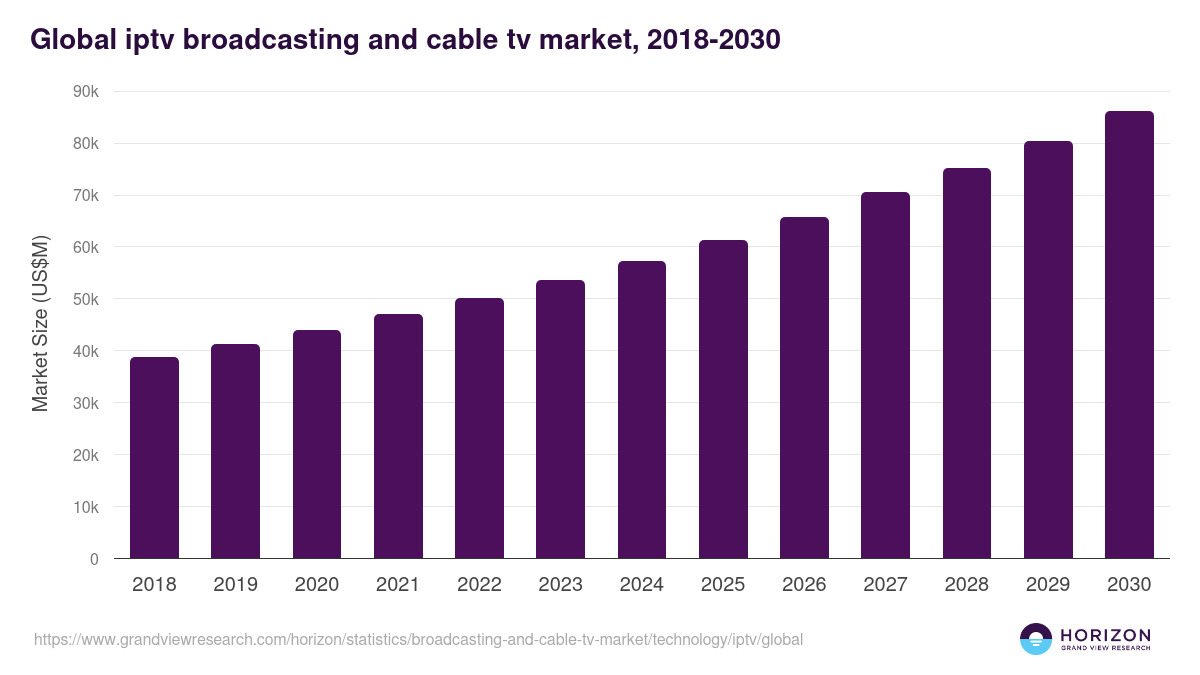 Global iptv broadcasting and cable tv market, 2018-2030
Market Size (US$M)
90k
80k
70k
60k
50k
40k
30k
20k
10k
0
2018 2019 2020 2021 2022 2023 2024 2025 2026 2027 2028 2029 2030
https://www.grandviewresearch.com/horizon/statistics/broadcasting-and-cable-tv-market/technology/iptv/global
HORIZON
GRAND VIEW RESEARCH